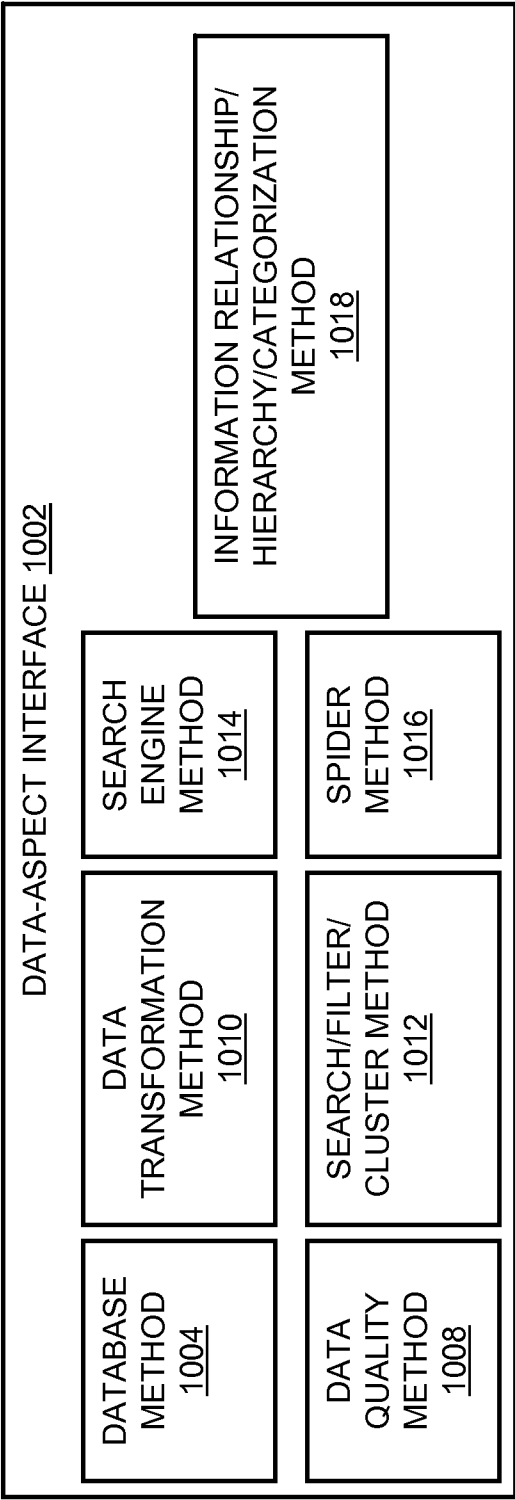 DATA-ASPECT INTERFACE 1002
DATABASE
METHOD
1004
DATA
TRANSFORMATION
METHOD
1010
SEARCH
ENGINE
METHOD
1014
DATA
QUALITY
METHOD
1008
SEARCH/FILTER/
CLUSTER METHOD
1012
SPIDER
METHOD
1016
INFORMATION RELATIONSHIP/
HIERARCHY/CATEGORIZATION
METHOD
1018